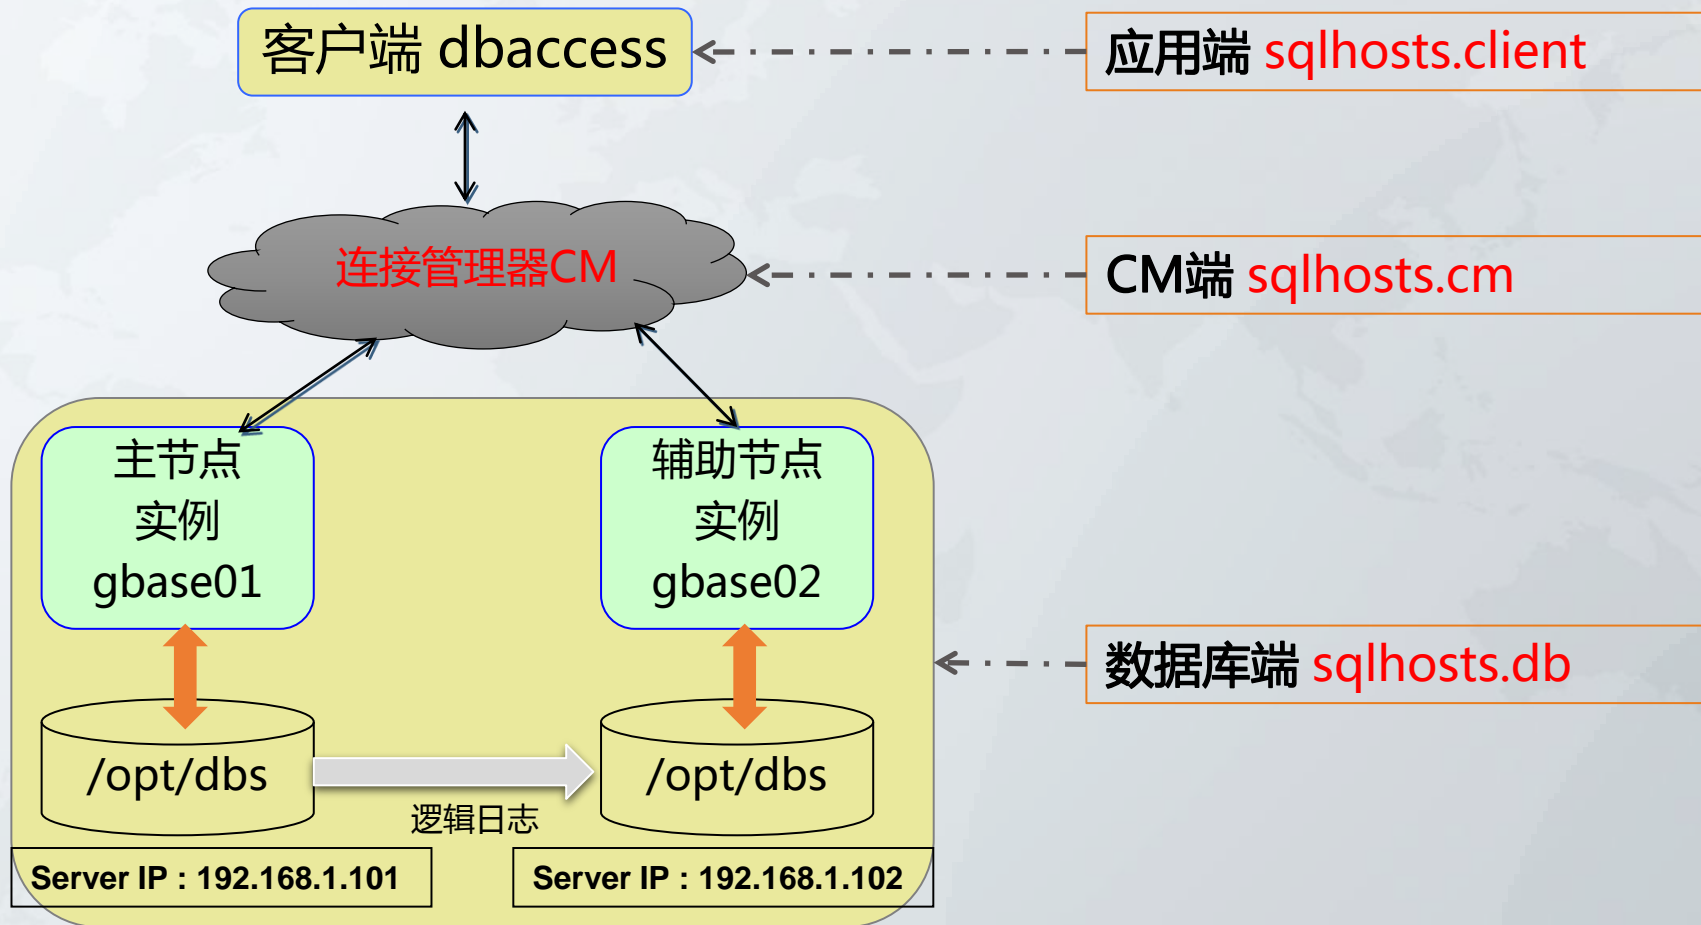 客户端 dbaccess
应用端 sqlhosts.client
连接管理器CM
CM端 sqlhosts.cm
主节点
实例
gbase01
辅助节点
实例
gbase02
数据库端 sqlhosts.db
/opt/dbs
/opt/dbs
逻辑日志
Server IP : 192.168.1.101
Server IP : 192.168.1.102